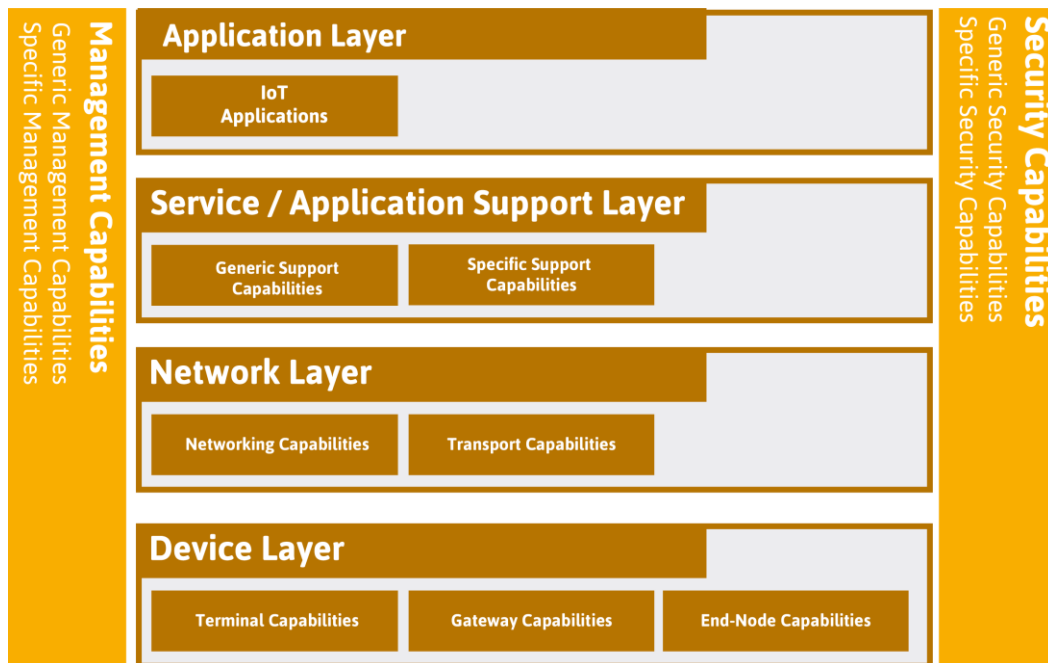 Management Capabilities
Generic Management Capabilities
Specific Management Capabilities
Application Layer
IoT
Applications
Service / Application Support Layer
Generic Support
Capabilities
Specific Support
Capabilities
Network Layer
Networking Capabilities
Transport Capabilities
Device Layer
Terminal Capabilities
Gateway Capabilities
End-Node Capabilities
Security Capabilities
Generic Security Capabilities
Specific Security Capabilities